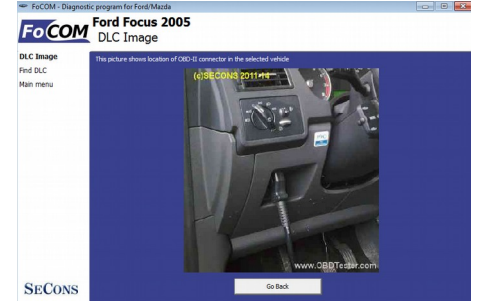 FoCOM - Diagnostic program for Ford/Mazda
FoCOM
Ford Focus 2005
DLC Image
DLC Image
Find DLC
Main menu
This picture shows location of OBD-II connector in the selected vehicle
(c)SECONS 2011-14
www.OBDTester.com
Go Back
SECONS